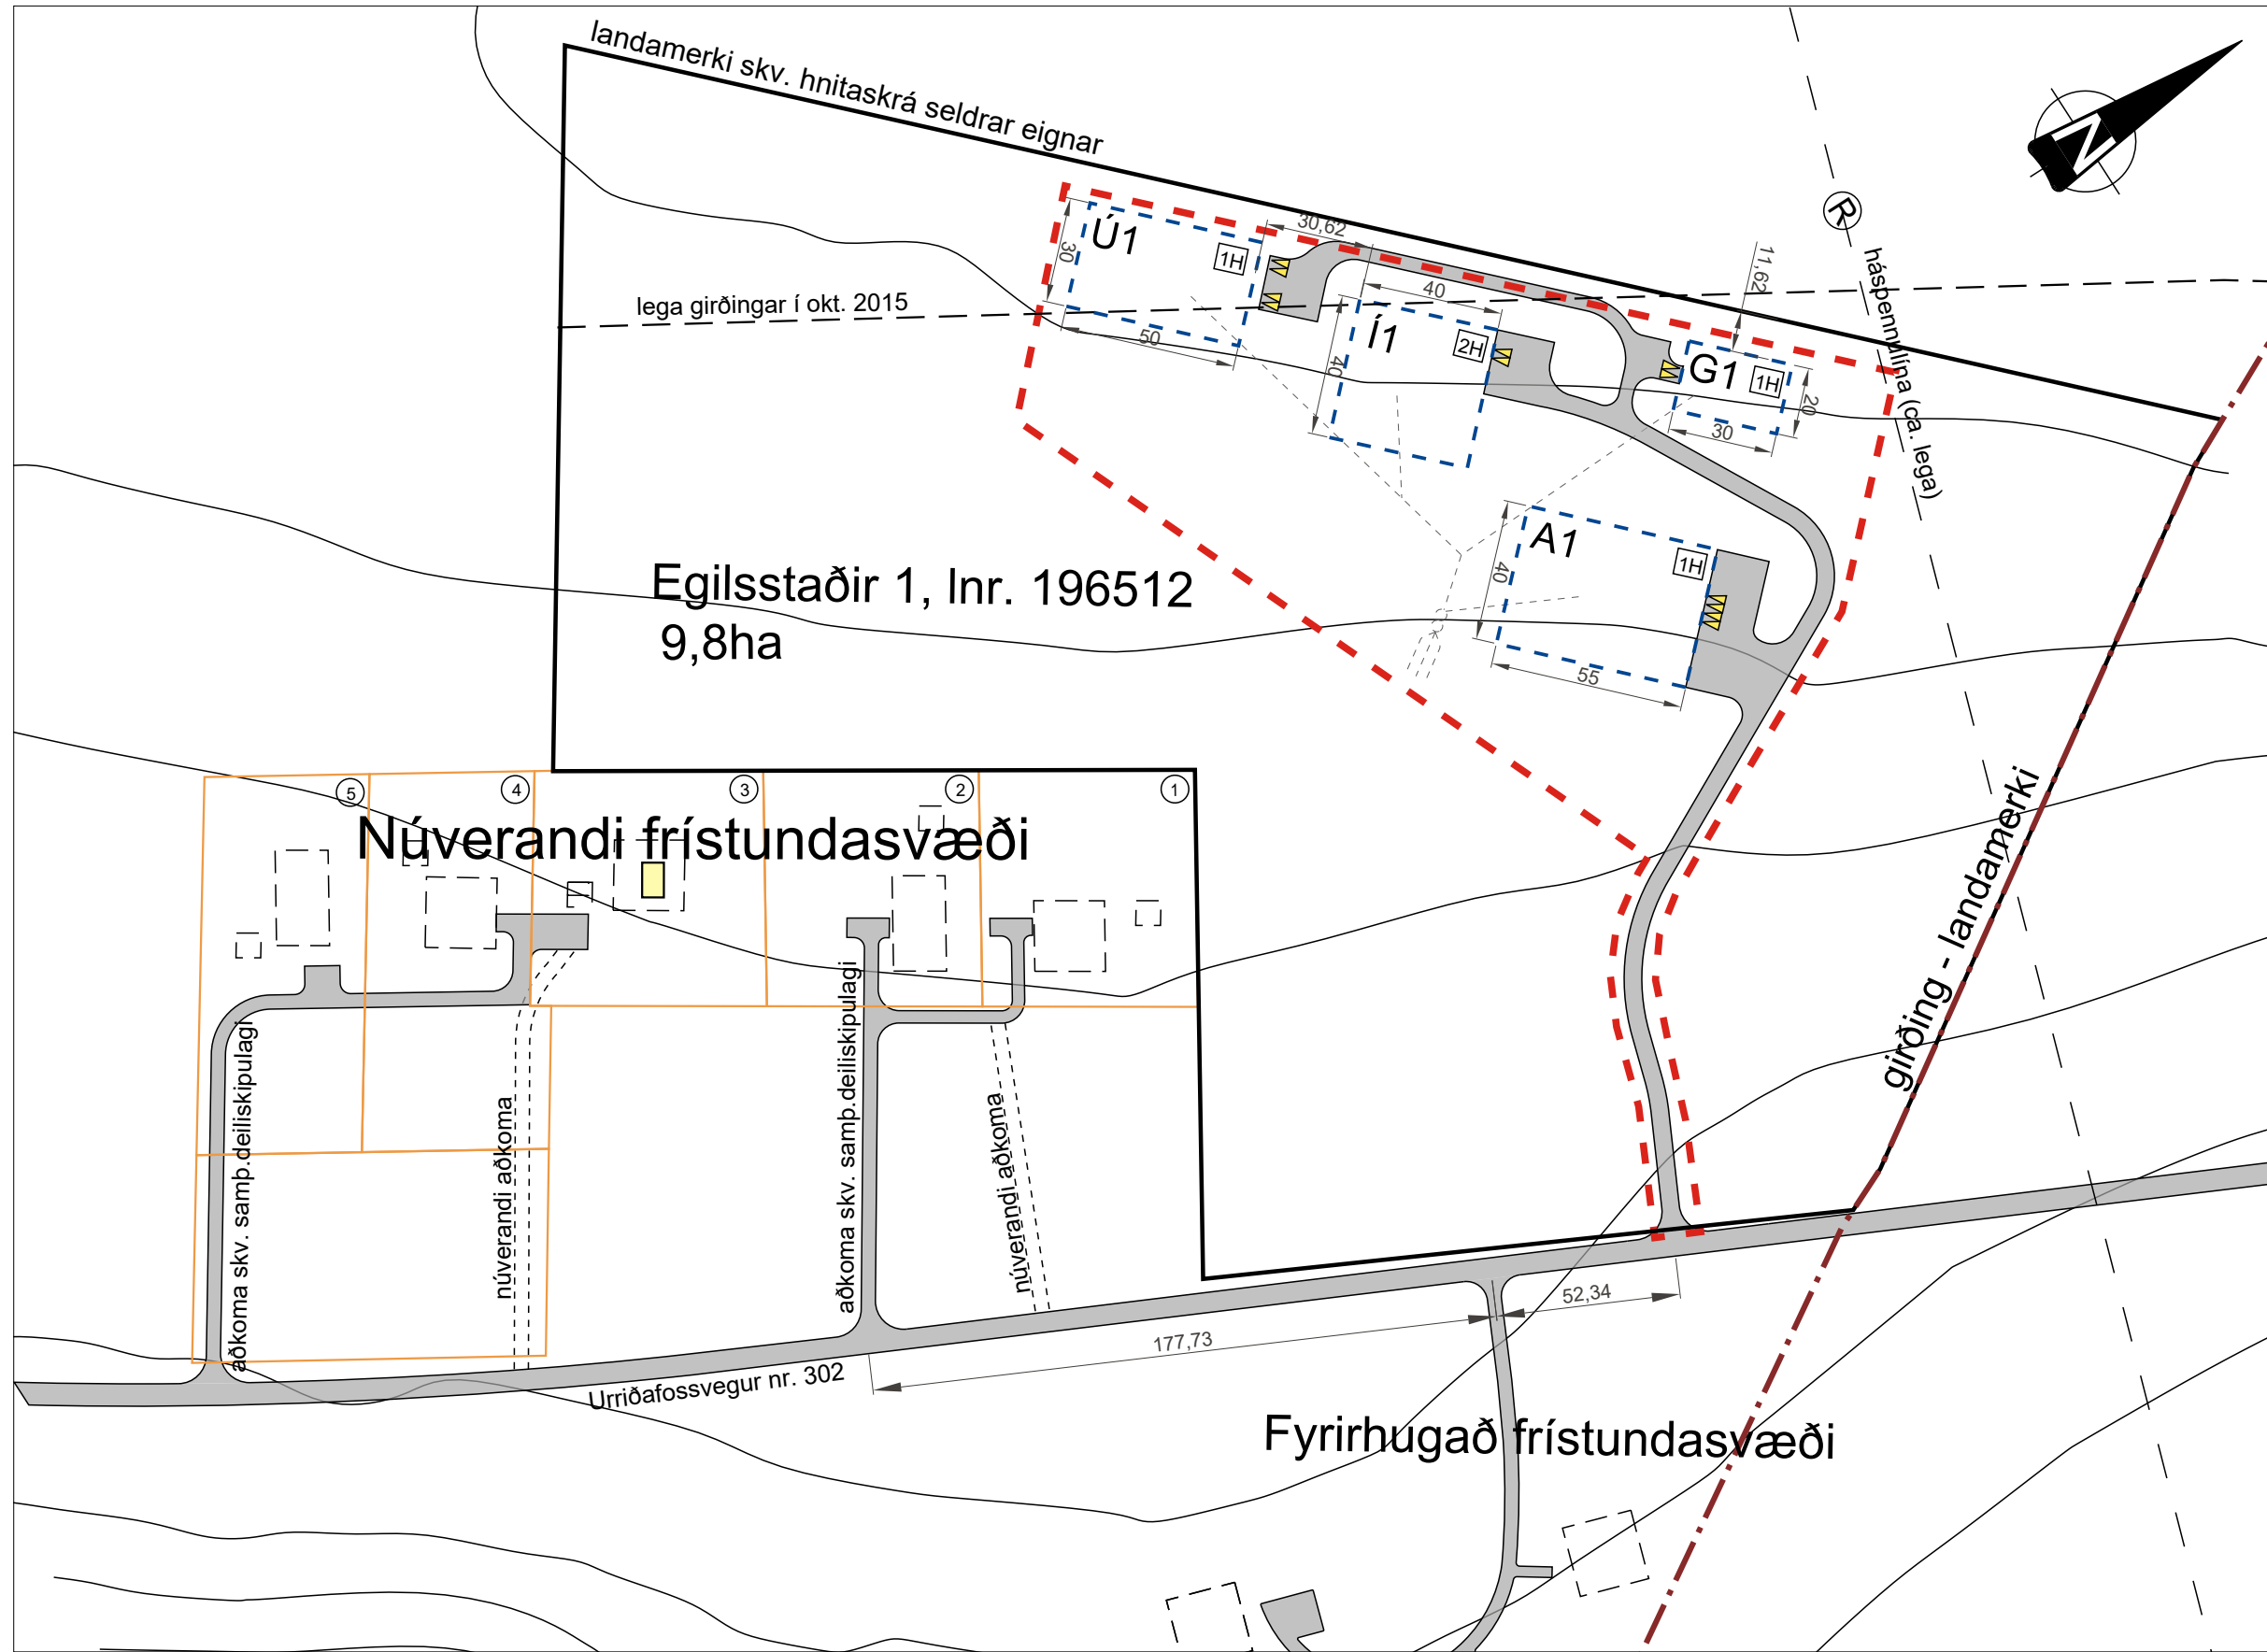 landamerki skv. hnitaskrá seldrar eignar
N
R
háspennulína (ca. lega)
30,62
11,62
Ú1
1H
30
50
lega girðingar í okt. 2015
40
Í1
2H
40
G1
1H
20
30
A1
1H
40
55
Egilsstaðir 1, lnr. 196512
9,8ha
5
4
3
2
1
Núverandi frístundasvæði
girðing - landamerki
aðkoma skv. samp.deiliskipulagi
núverandi aðkoma
aðkoma skv. samp.deiliskipulagi
núverandi aðkoma
52,34
177,73
Urriðafossvegur nr. 302
Fyrirhugað frístundasvæði